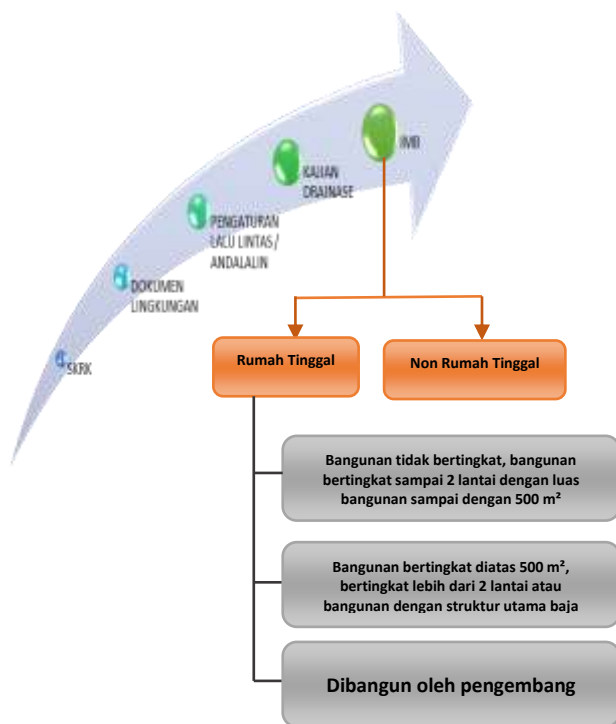 IMB
KAJIAN
DRAINASE
PENGATURAN
LALU LINTAS/
ANDALALIN
DOKUMEN
LINGKUNGAN
SKRK
Rumah Tinggal
Non Rumah Tinggal
Bangunan tidak bertingkat, bangunan
bertingkat sampai 2 lantai dengan luas
bangunan sampai dengan 500 m²
Bangunan bertingkat diatas 500 m²,
bertingkat lebih dari 2 lantai atau
bangunan dengan struktur utama baja
Dibangun oleh pengembang